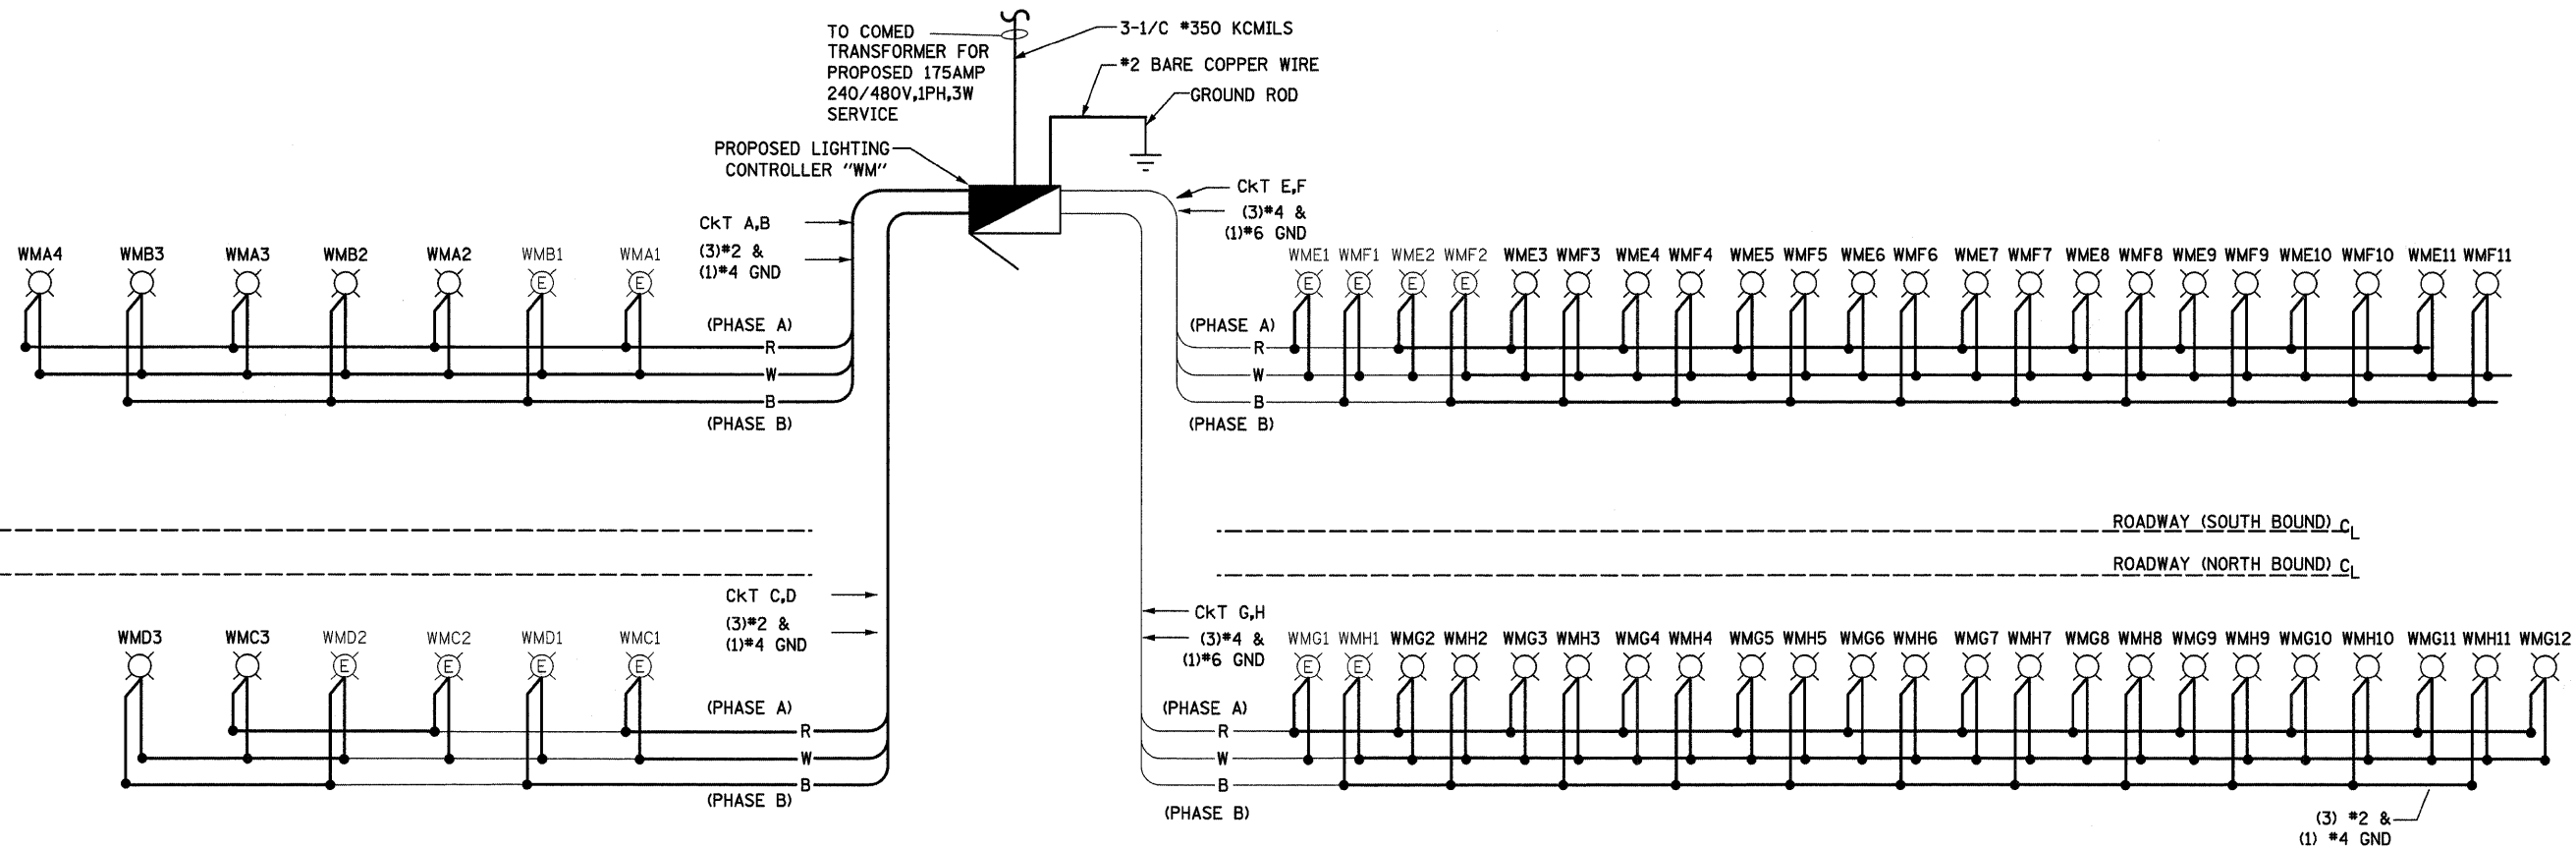 TO COMED
TRANSFORMER FOR
PROPOSED 175AMP
240/480V,1PH,3W
SERVICE
3-1/C #350 KCMILS
#2 BARE COPPER WIRE
GROUND ROD
PROPOSED LIGHTING
CONTROLLER "WM"
CKT A,B
(3)#2 &
(1)#4 GND
CKT E,F
(3)#4 &
(1)#6 GND
WMA4 WMB3 WMA3 WMB2 WMA2 WMB1 WMA1
E E
WME1 WMF1 WME2 WMF2 WME3 WMF3 WME4 WMF4 WME5 WMF5 WME6 WMF6 WME7 WMF7 WME8 WMF8 WME9 WMF9 WME10 WMF10 WME11 WMF11
E E E E
(PHASE A)
R
W
B
(PHASE B)
(PHASE A)
R
W
B
(PHASE B)
ROADWAY (SOUTH BOUND) CL
ROADWAY (NORTH BOUND) CL
CKT C,D
(3)#2 &
(1)#4 GND
CKT G,H
(3)#4 &
(1)#6 GND
WMD3 WMC3 WMD2 WMC2 WMD1 WMC1
E E E E
WMG1 WMH1 WMG2 WMH2 WMG3 WMH3 WMG4 WMH4 WMG5 WMH5 WMG6 WMH6 WMG7 WMH7 WMG8 WMH8 WMG9 WMH9 WMG10 WMH10 WMG11 WMH11 WMG12
E E
(PHASE A)
R
W
B
(PHASE B)
(PHASE A)
R
W
B
(PHASE B)
(3) #2 &
(1) #4 GND